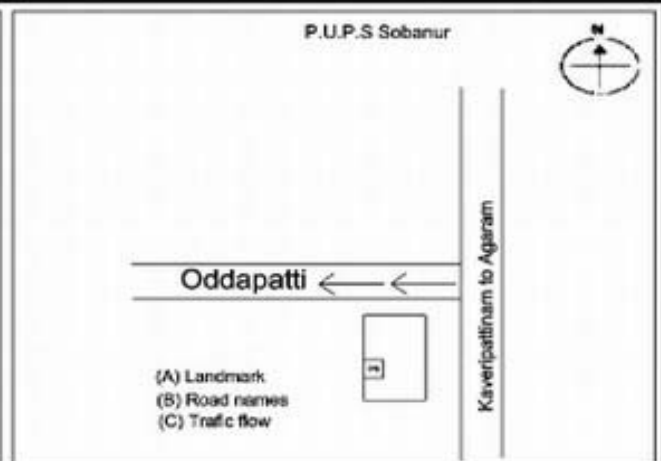 P.U.P.S Sobanur
N
Kaveripattinam to Agaram
Oddapatti
(A) Landmark
(B) Road names
(C) Trafic flow